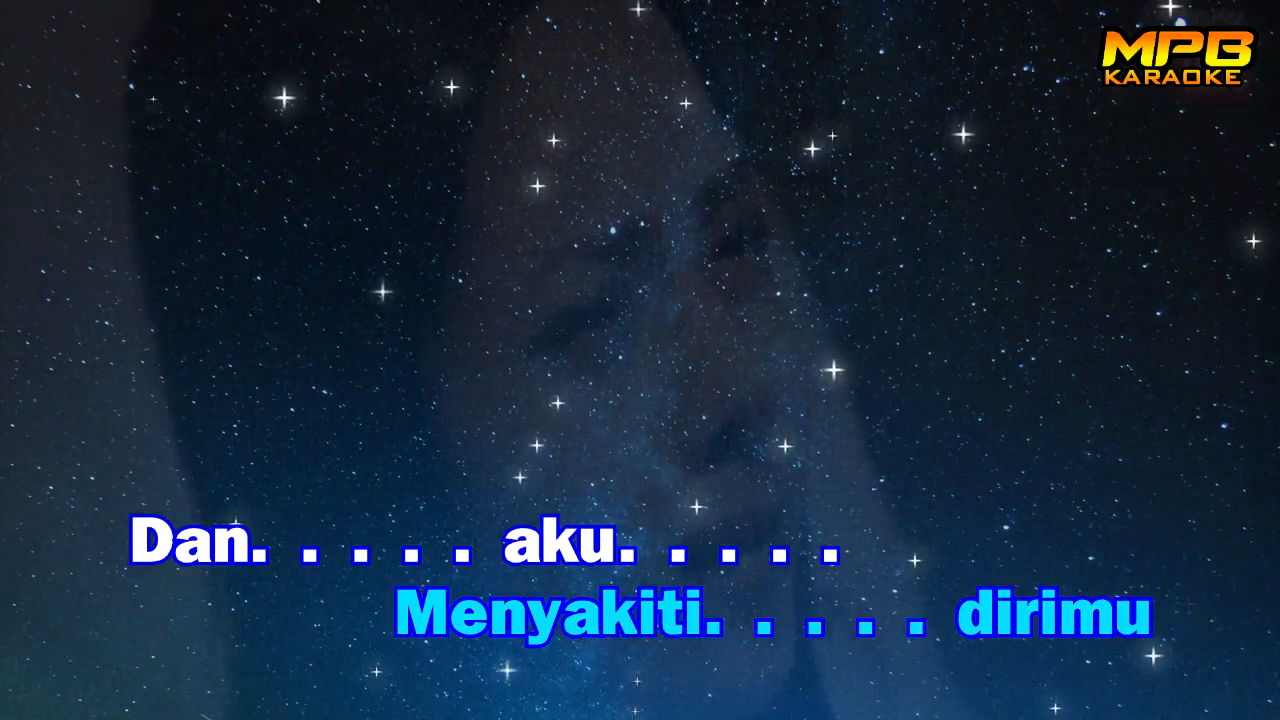 MPB
KARAOKE
Dan. . . . . aku. . . . .
Menyakiti. . . . . dirimu